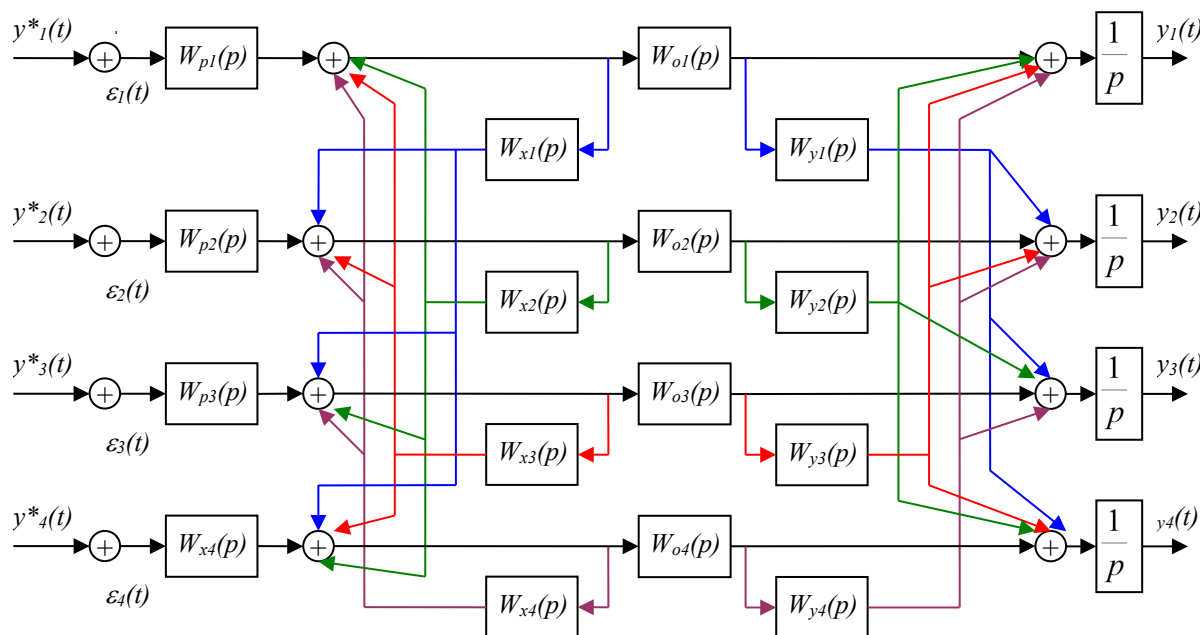 y*1(t) + Wp1(p) + Wo1(p) + 1/p y1(t)
ε1(t)
Wx1(p) Wy1(p)
y*2(t) + Wp2(p) + Wo2(p) + 1/p y2(t)
ε2(t)
Wx2(p) Wy2(p)
y*3(t) + Wp3(p) + Wo3(p) + 1/p y3(t)
ε3(t)
Wx3(p) Wy3(p)
y*4(t) + Wx4(p) + Wo4(p) + 1/p y4(t)
ε4(t)
Wx4(p) Wy4(p)